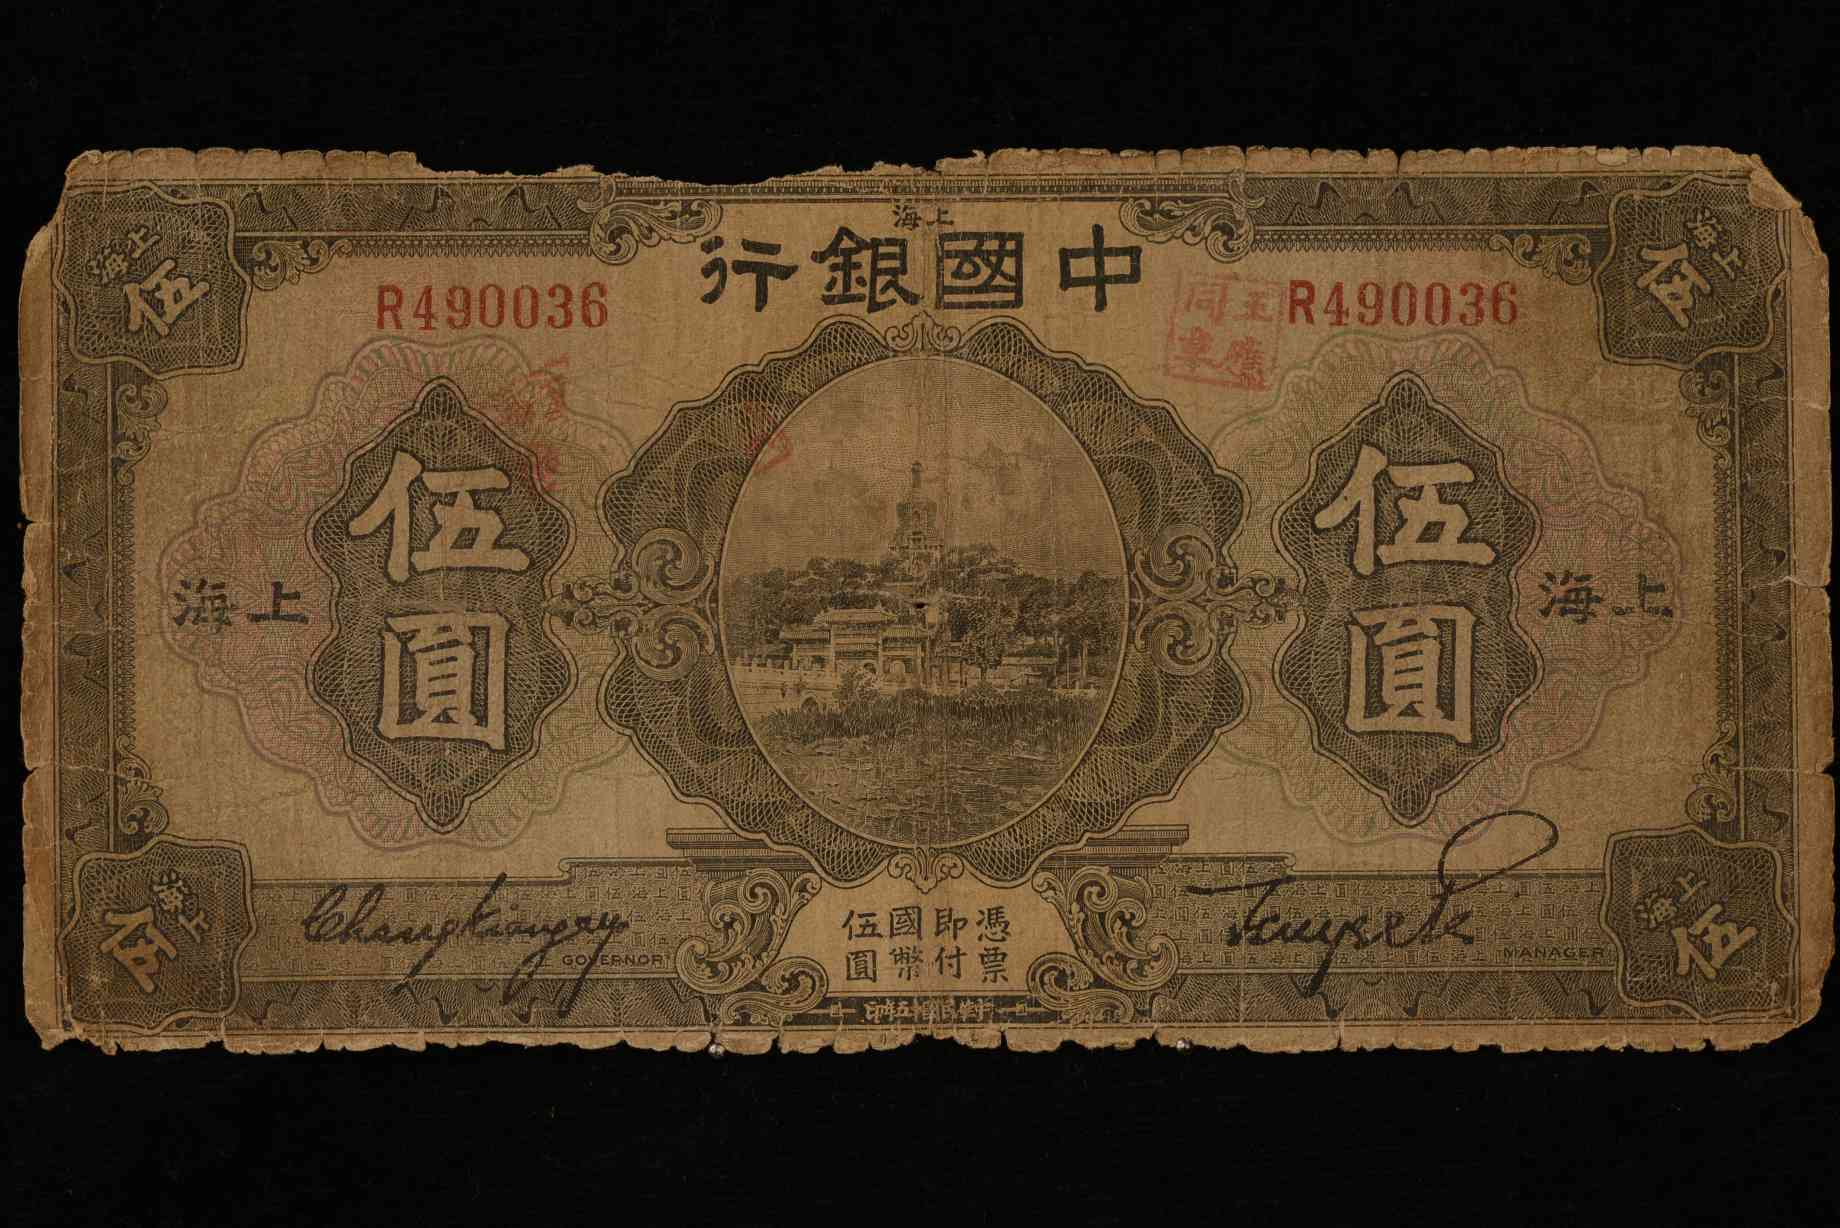 上海
中國銀行
R490036
R490036
上海
伍
上海
伍
伍圓
伍圓
上海
上海
憑票
即付
國幣
伍圓
GOVERNOR
MANAGER
上海
伍
上海
伍